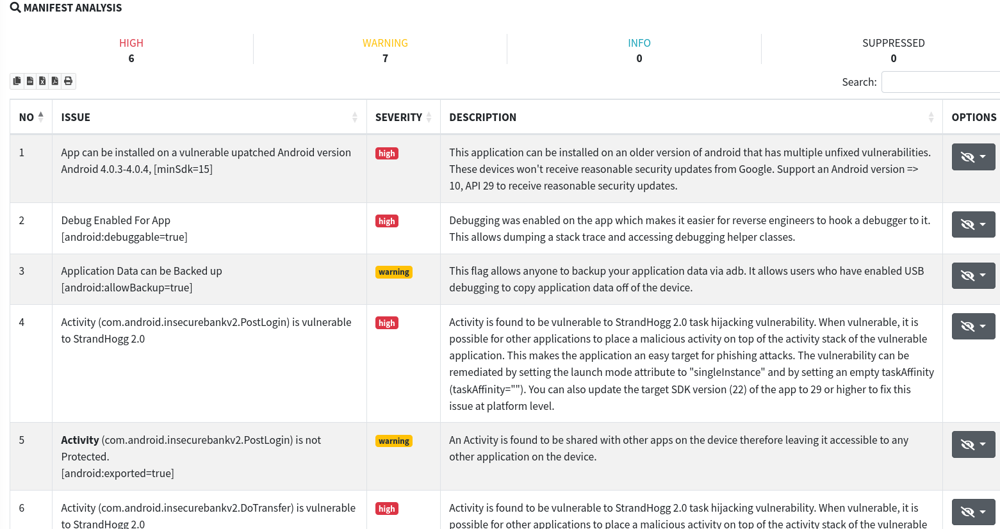 MANIFEST ANALYSIS
HIGH
6
WARNING
7
INFO
0
SUPPRESSED
0
Search:
NO
ISSUE
SEVERITY
DESCRIPTION
OPTIONS
1
App can be installed on a vulnerable upatched Android version
Android 4.0.3-4.0.4, [minSdk=15]
high
This application can be installed on an older version of android that has multiple unfixed vulnerabilities.
These devices won't receive reasonable security updates from Google. Support an Android version =>
10, API 29 to receive reasonable security updates.
2
Debug Enabled For App
[android:debuggable=true]
high
Debugging was enabled on the app which makes it easier for reverse engineers to hook a debugger to it.
This allows dumping a stack trace and accessing debugging helper classes.
3
Application Data can be Backed up
[android:allowBackup=true]
warning
This flag allows anyone to backup your application data via adb. It allows users who have enabled USB
debugging to copy application data off of the device.
4
Activity (com.android.insecurebankv2.PostLogin) is vulnerable
to StrandHogg 2.0
high
Activity is found to be vulnerable to StrandHogg 2.0 task hijacking vulnerability. When vulnerable, it is
possible for other applications to place a malicious activity on top of the activity stack of the vulnerable
application. This makes the application an easy target for phishing attacks. The vulnerability can be
remediated by setting the launch mode attribute to "singleInstance" and by setting an empty taskAffinity
(taskAffinity=""). You can also update the target SDK version (22) of the app to 29 or higher to fix this
issue at platform level.
5
Activity (com.android.insecurebankv2.PostLogin) is not
Protected.
[android:exported=true]
warning
An Activity is found to be shared with other apps on the device therefore leaving it accessible to any
other application on the device.
6
Activity (com.android.insecurebankv2.DoTransfer) is vulnerable
to StrandHogg 2.0
high
Activity is found to be vulnerable to StrandHogg 2.0 task hijacking vulnerability. When vulnerable, it is
possible for other applications to place a malicious activity on top of the activity stack of the vulnerable